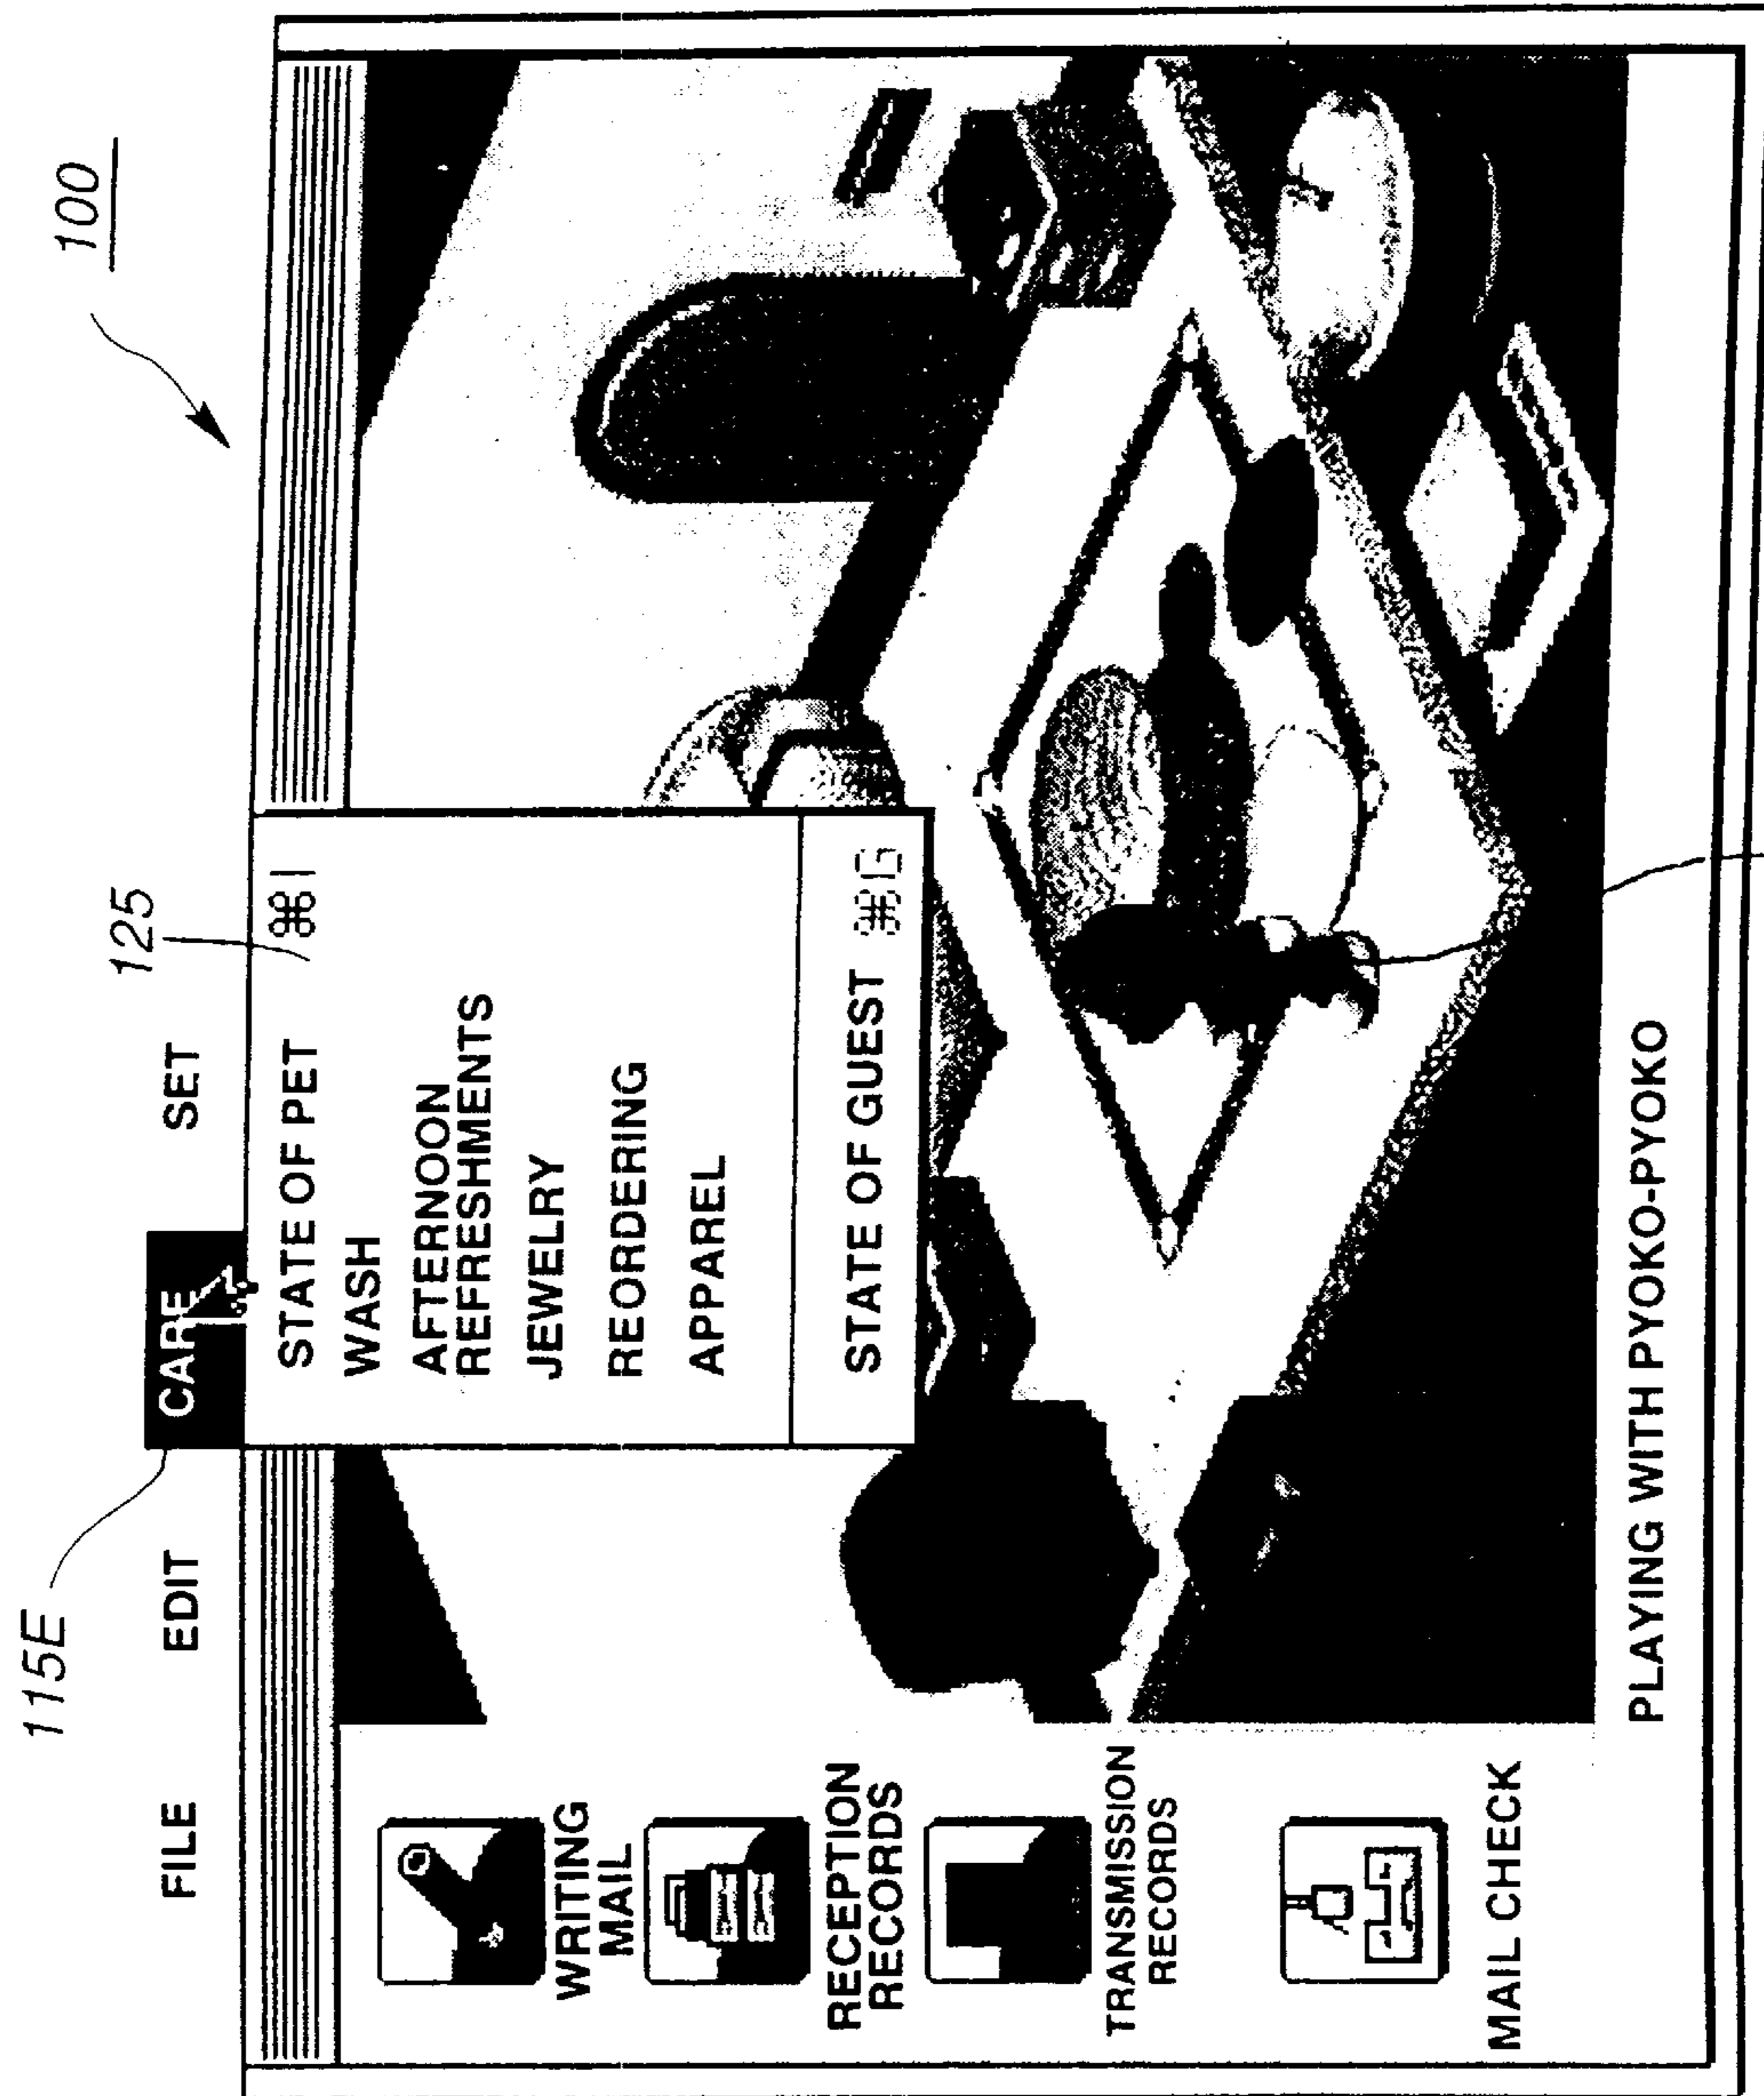 100
115E
125
FILE
EDIT
CARE
SET
STATE OF PET ⌘I
WASH
AFTERNOON
REFRESHMENTS
JEWELRY
REORDERING
APPAREL
STATE OF GUEST ⌘G
WRITING
MAIL
RECEPTION
RECORDS
TRANSMISSION
RECORDS
MAIL CHECK
PLAYING WITH PYOKO-PYOKO